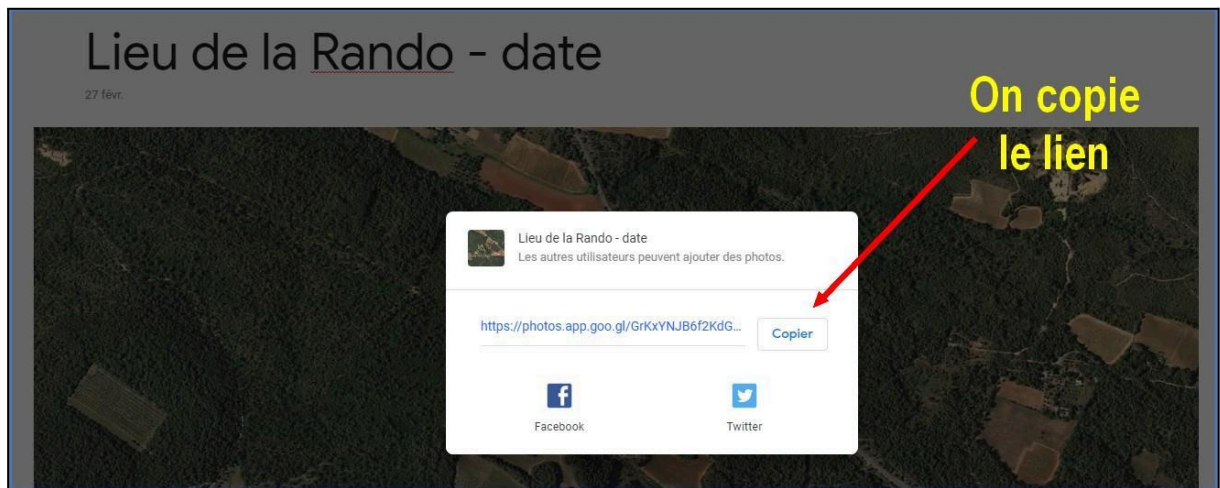 Lieu de la Rando - date
27 févr.
On copie
le lien
Lieu de la Rando - date
Les autres utilisateurs peuvent ajouter des photos.
https://photos.app.goo.gl/GrKxYNJB6f2KdG...
Copier
Facebook
Twitter